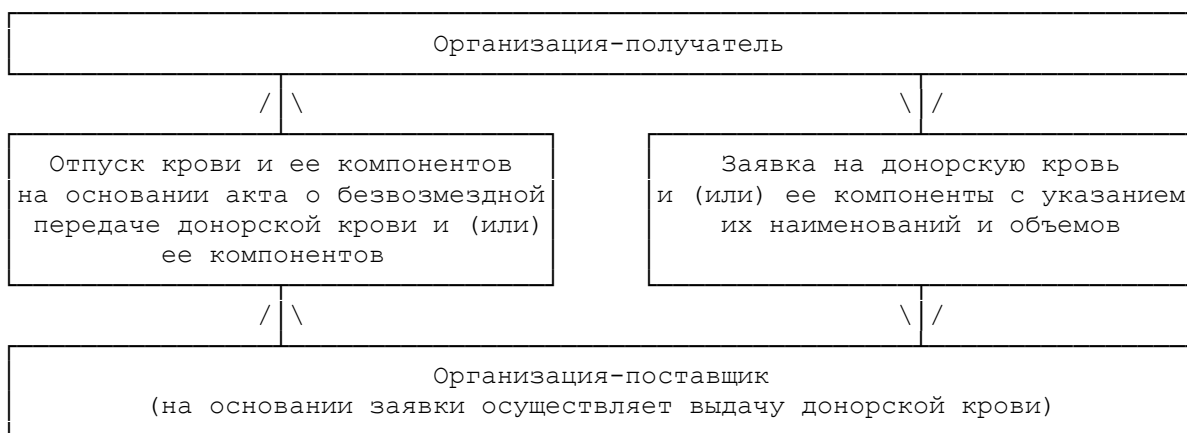 Организация-получатель
Отпуск крови и ее компонентов
на основании акта о безвозмездной
передаче донорской крови и (или)
ее компонентов
Заявка на донорскую кровь
и (или) ее компоненты с указанием
их наименований и объемов
Организация-поставщик
(на основании заявки осуществляет выдачу донорской крови)